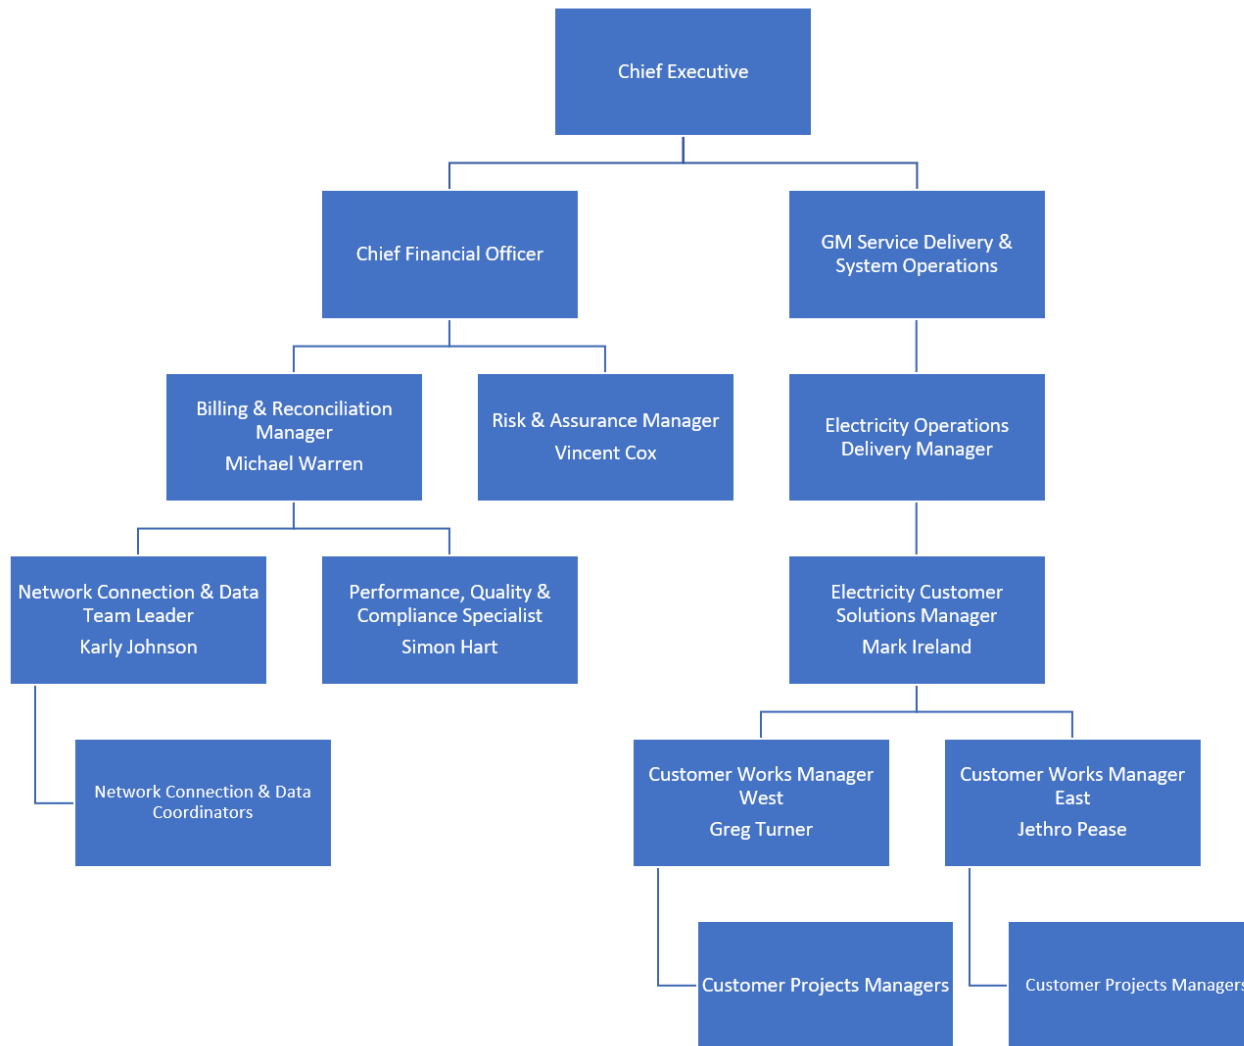 Chief Executive
Chief Financial Officer
GM Service Delivery &
System Operations
Billing & Reconciliation
Manager
Michael Warren
Risk & Assurance Manager
Vincent Cox
Electricity Operations
Delivery Manager
Network Connection & Data
Team Leader
Karly Johnson
Performance, Quality &
Compliance Specialist
Simon Hart
Electricity Customer
Solutions Manager
Mark Ireland
Network Connection & Data
Coordinators
Customer Works Manager
West
Greg Turner
Customer Works Manager
East
Jethro Pease
Customer Projects Managers
Customer Projects Managers